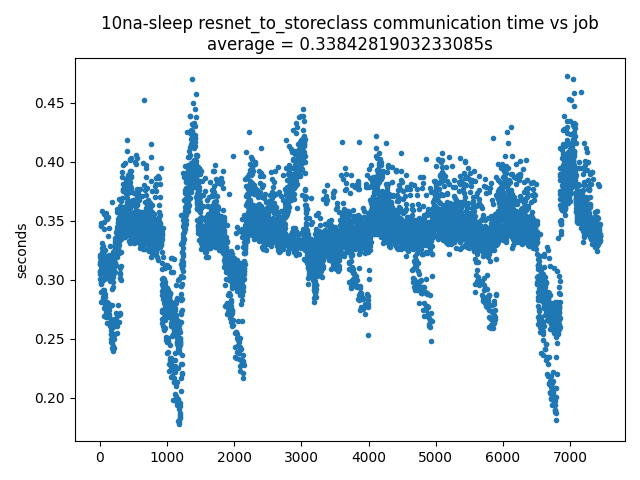 10na-sleep resnet_to_storeclass communication time vs job
average = 0.3384281903233085s
0.45
0.40
0.35
0.30
0.25
0.20
seconds
0 1000 2000 3000 4000 5000 6000 7000